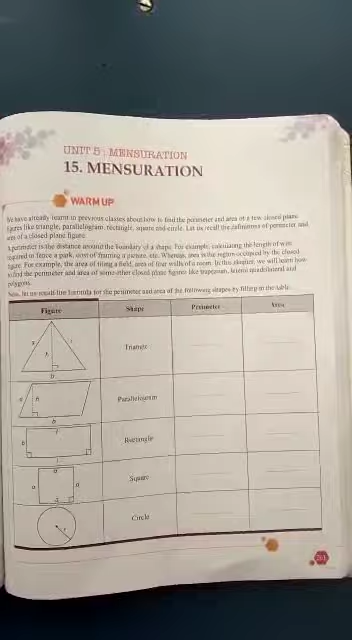 UNIT 5 : MENSURATION
15. MENSURATION
WARM UP
We have already learnt in previous classes about how to find the perimeter and area of a few closed plane
figures like triangle, parallelogram, rectangle, square and circle. Let us recall the definitions of perimeter and
area of a closed plane figure.
A perimeter is the distance around the boundary of a shape. For example, calculating the length of wire
required to fence a park, cost of framing a picture, etc. Whereas, area is the region occupied by the closed
figure. For example, the area of tiling a field, area of four walls of a room. In this chapter, we will learn how
to find the perimeter and area of some other closed plane figures like trapezium, general quadrilateral and
polygons.
Now, let us recall the formula for the perimeter and area of the following shapes by filling in the table.
Figure Shape Perimeter Area
h
b
Triangle
h
b
Parallelogram
b
l
Rectangle
a
a
a
Square
r
Circle